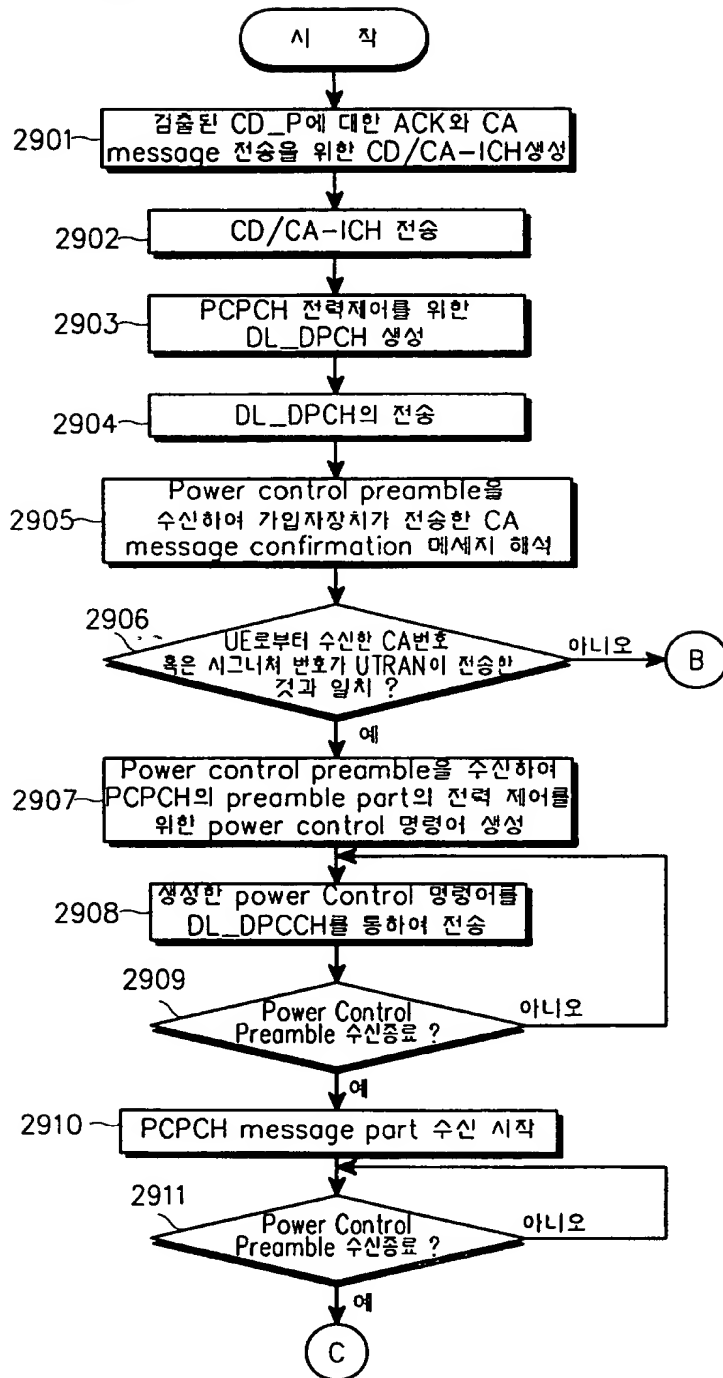 시 작
2901
검출된 CD_P에 대한 ACK와 CA
message 전송을 위한 CD/CA-ICH생성
2902
CD/CA-ICH 전송
2903
PCPCH 전력제어를 위한
DL_DPCH 생성
2904
DL_DPCH의 전송
2905
Power control preamble을
수신하여 가입자장치가 전송한 CA
message confirmation 메세지 해석
2906
UE로부터 수신한 CA번호
혹은 시그너쳐 번호가 UTRAN이 전송한
것과 일치 ?
아니오
B
예
2907
Power control preamble을 수신하여
PCPCH의 preamble part의 전력 제어를
위한 power control 명령어 생성
2908
생성한 power Control 명령어를
DL_DPCCH를 통하여 전송
2909
Power Control
Preamble 수신종료 ?
아니오
예
2910
PCPCH message part 수신 시작
2911
Power Control
Preamble 수신종료 ?
아니오
예
C